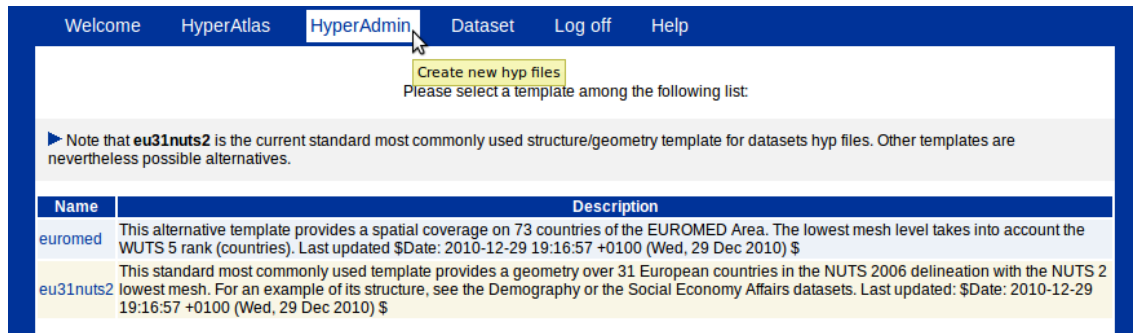 Welcome HyperAtlas HyperAdmin Dataset Log off Help
Create new hyp files
Please select a template among the following list:
Note that eu31nuts2 is the current standard most commonly used structure/geometry template for datasets hyp files. Other templates are
nevertheless possible alternatives.
Name Description
euromed This alternative template provides a spatial coverage on 73 countries of the EUROMED Area. The lowest mesh level takes into account the
WUTS 5 rank (countries). Last updated $Date: 2010-12-29 19:16:57 +0100 (Wed, 29 Dec 2010) $
This standard most commonly used template provides a geometry over 31 European countries in the NUTS 2006 delineation with the NUTS 2
eu31nuts2 lowest mesh. For an example of its structure, see the Demography or the Social Economy Affairs datasets. Last updated: $Date: 2010-12-29
19:16:57 +0100 (Wed, 29 Dec 2010) $